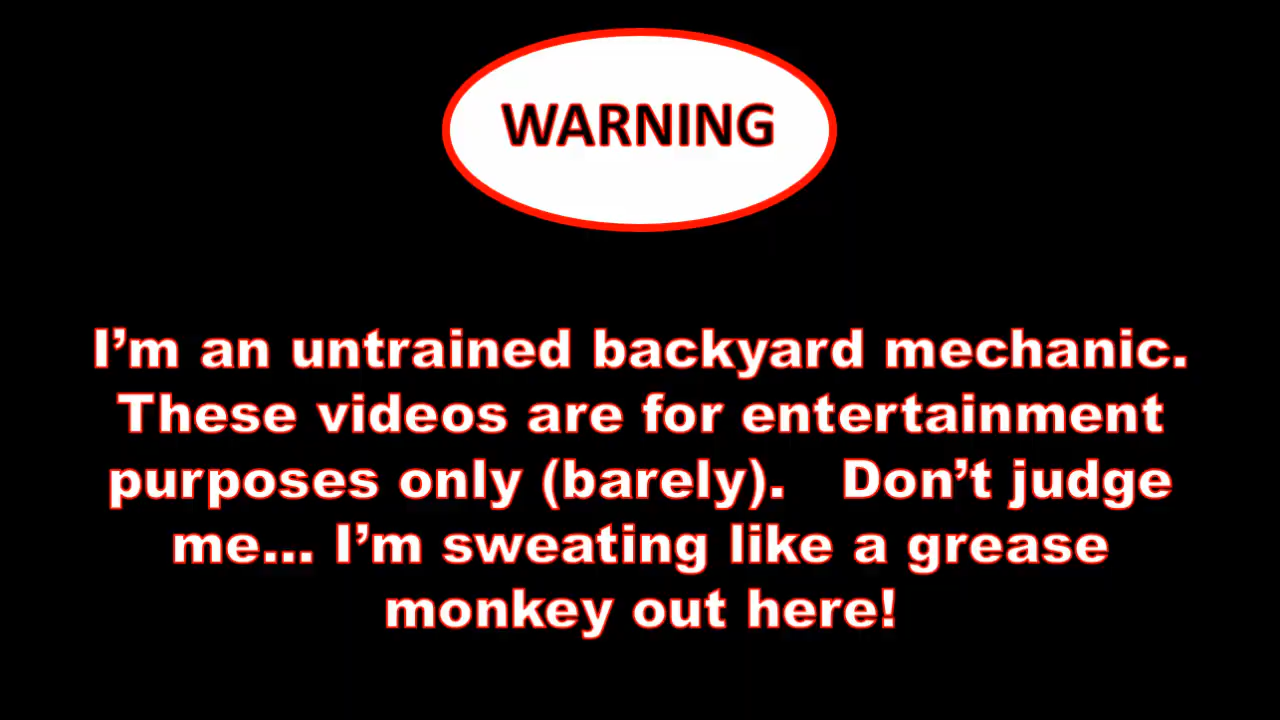 WARNING
I’m an untrained backyard mechanic.
These videos are for entertainment
purposes only (barely).   Don’t judge
me... I’m sweating like a grease
monkey out here!